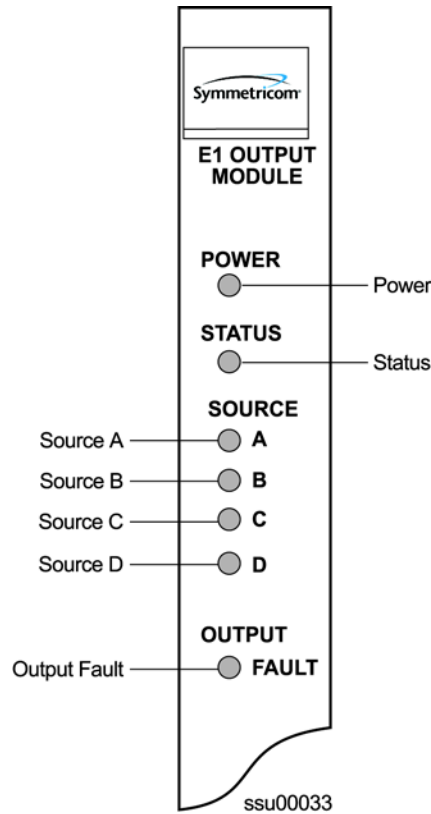 Symmetricom
E1 OUTPUT
MODULE
POWER
Power
STATUS
Status
SOURCE
Source A A
Source B B
Source C C
Source D D
OUTPUT
Output Fault FAULT
ssu00033